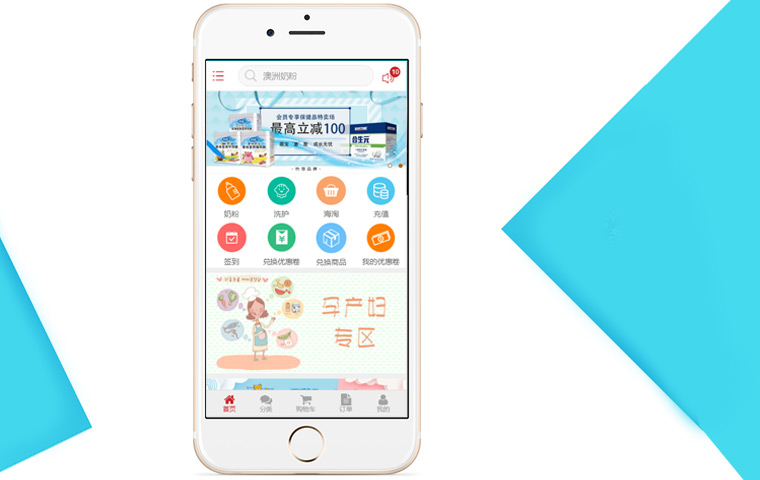 澳洲奶粉
10
会员专享保健品特卖场
最高立减100
合生元
奶粉
洗护
海淘
充值
签到
兑换优惠卷
兑换商品
我的优惠卷
孕产妇
专区
首页
分类
购物车
订单
我的